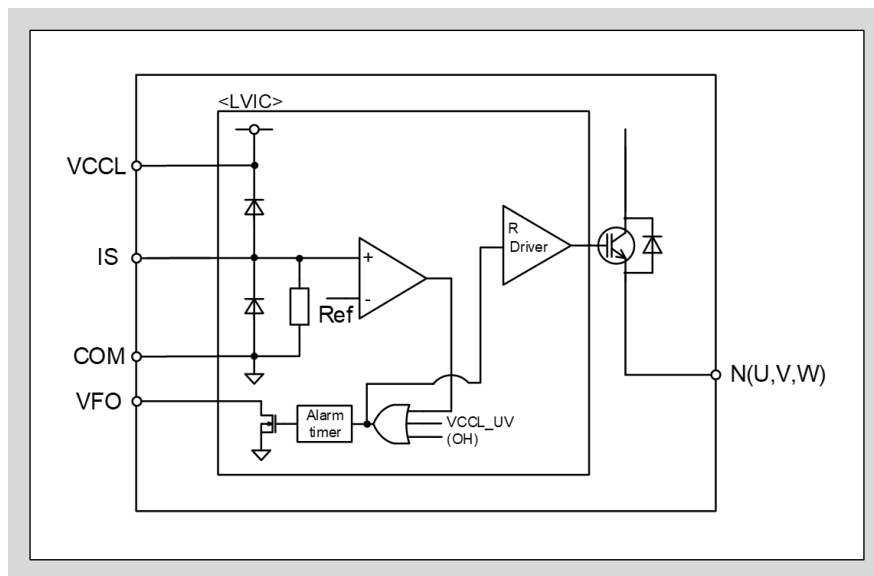 <LVIC>
VCCL
IS
COM
VFO
+
-
Ref
R
Driver
Alarm
timer
VCCL_UV
(OH)
N(U,V,W)